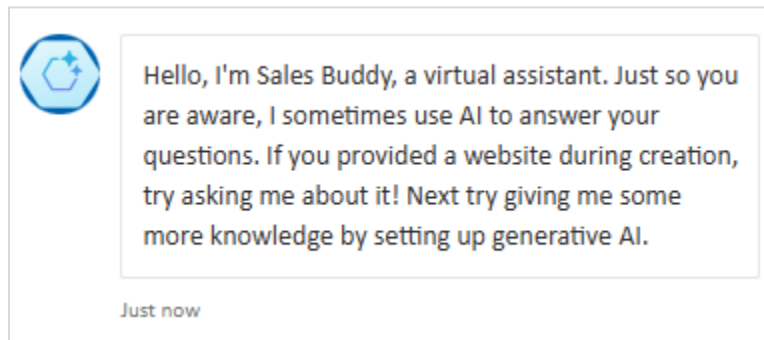 Hello, I'm Sales Buddy, a virtual assistant. Just so you
are aware, I sometimes use AI to answer your
questions. If you provided a website during creation,
try asking me about it! Next try giving me some
more knowledge by setting up generative AI.
Just now